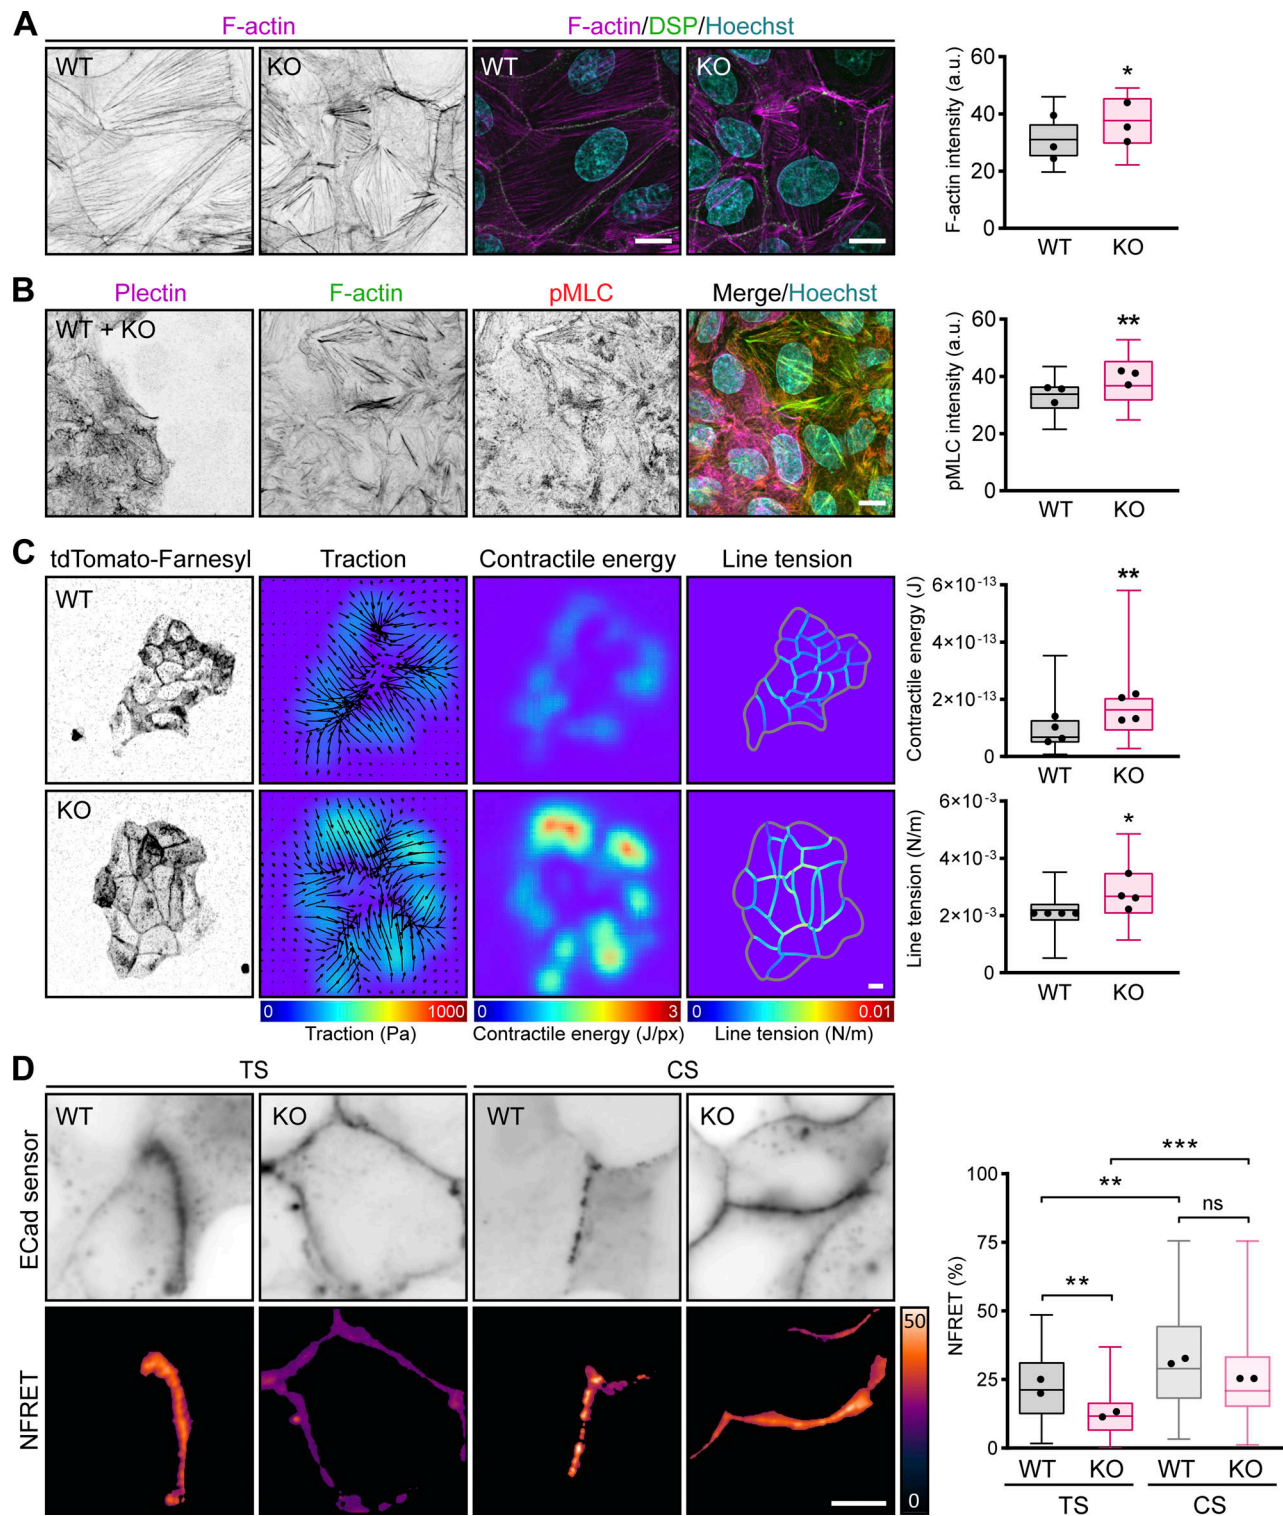 A
F-actin
F-actin/DSP/Hoechst
WT
KO
WT
KO
F-actin intensity (a.u.)
60
40
20
0
*
WT
KO
B
Plectin
F-actin
pMLC
Merge/Hoechst
WT + KO
pMLC intensity (a.u.)
60
40
20
0
**
WT
KO
C
tdTomato-Farnesyl
Traction
Contractile energy
Line tension
WT
KO
0
1000
Traction (Pa)
0
3
Contractile energy (J/px)
0
0.01
Line tension (N/m)
Contractile energy (J)
6×10⁻¹³
4×10⁻¹³
2×10⁻¹³
0
**
WT
KO
Line tension (N/m)
6×10⁻³
4×10⁻³
2×10⁻³
0
*
WT
KO
D
TS
CS
ECad sensor
WT
KO
WT
KO
NFRET
50
0
NFRET (%)
100
75
50
25
0
***
**
ns
**
WT
KO
WT
KO
TS
CS